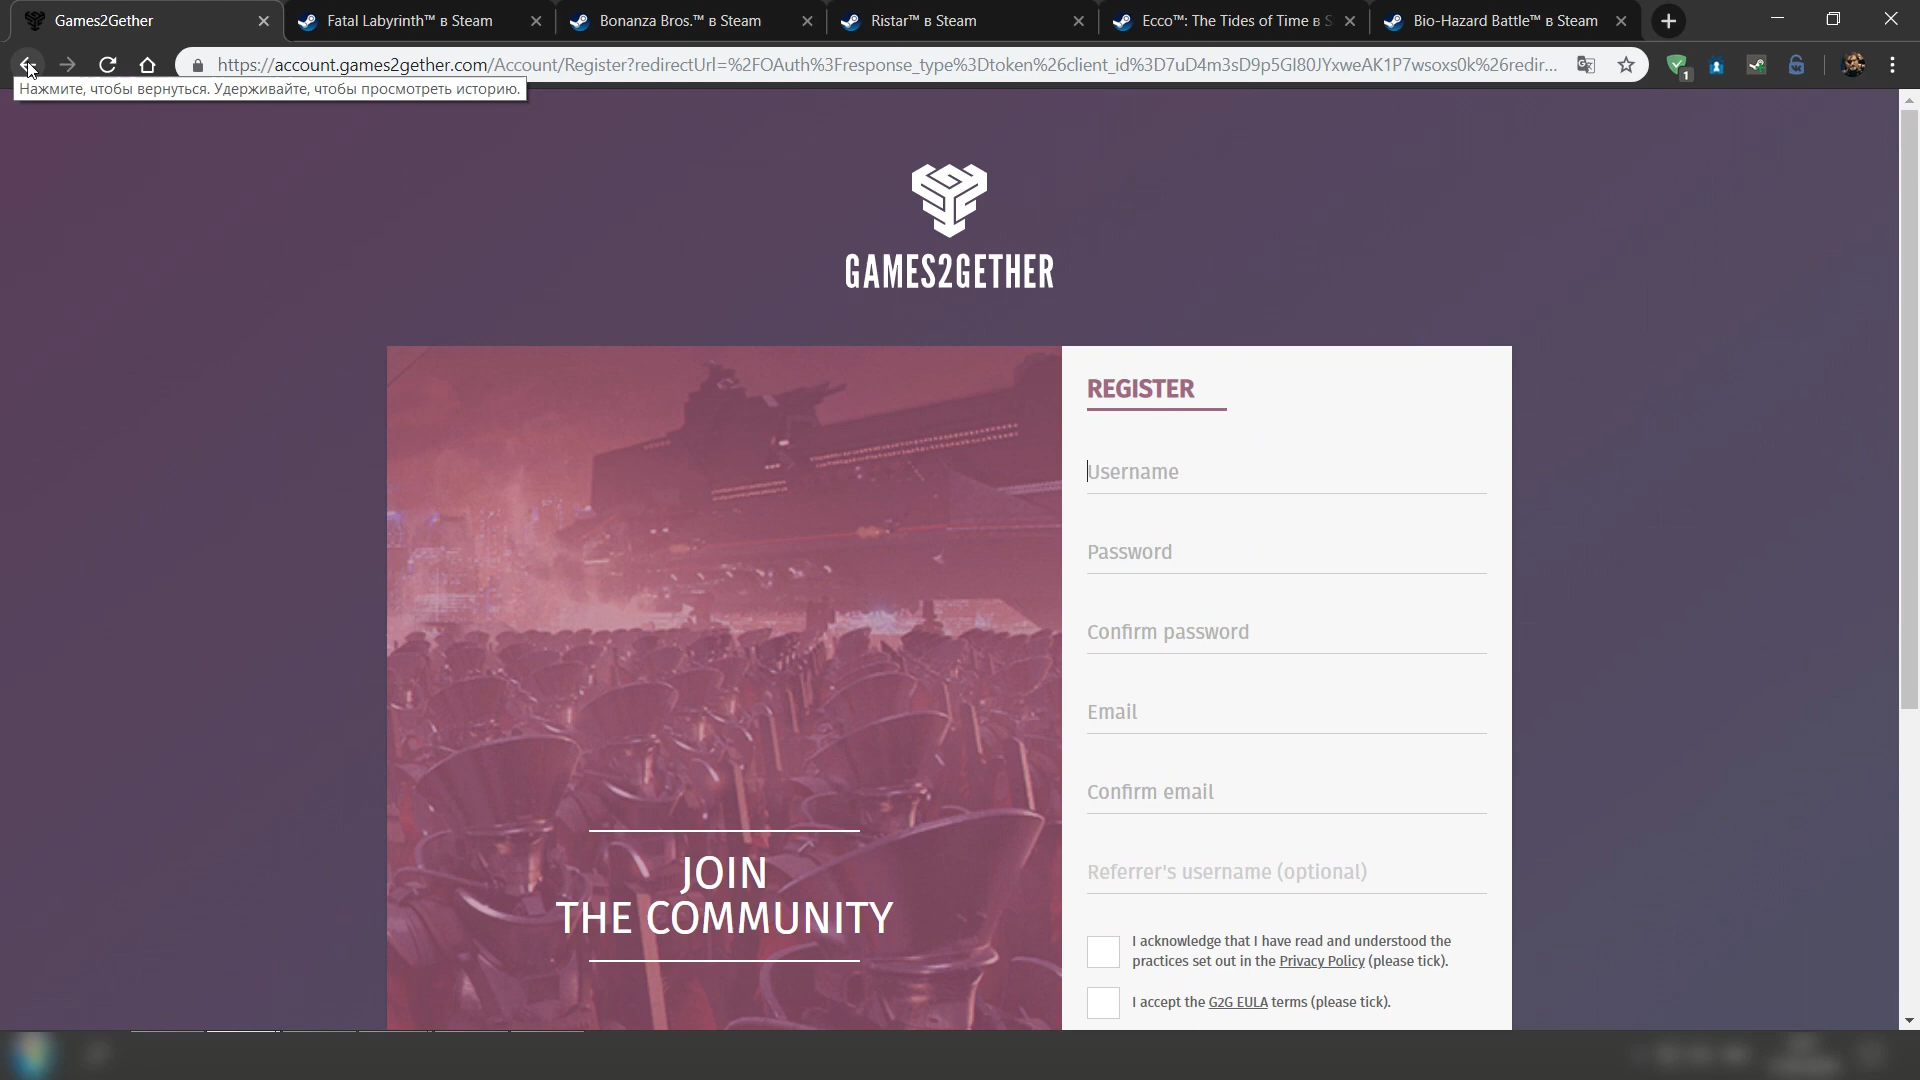 Games2Gether
Fatal Labyrinth™ в Steam
Bonanza Bros.™ в Steam
Ristar™ в Steam
Ecco™: The Tides of Time в S
Bio-Hazard Battle™ в Steam
https://account.games2gether.com/Account/Register?redirectUrl=%2FOAuth%3Fresponse_type%3Dtoken%26client_id%3D7uD4m3sD9p5Gl80JYxweAK1P7wsoxs0k%26redir...
1
Нажмите, чтобы вернуться. Удерживайте, чтобы просмотреть историю.
GAMES2GETHER
JOIN
THE COMMUNITY
REGISTER
Username
Password
Confirm password
Email
Confirm email
Referrer's username (optional)
I acknowledge that I have read and understood the
practices set out in the Privacy Policy (please tick).
I accept the G2G EULA terms (please tick).